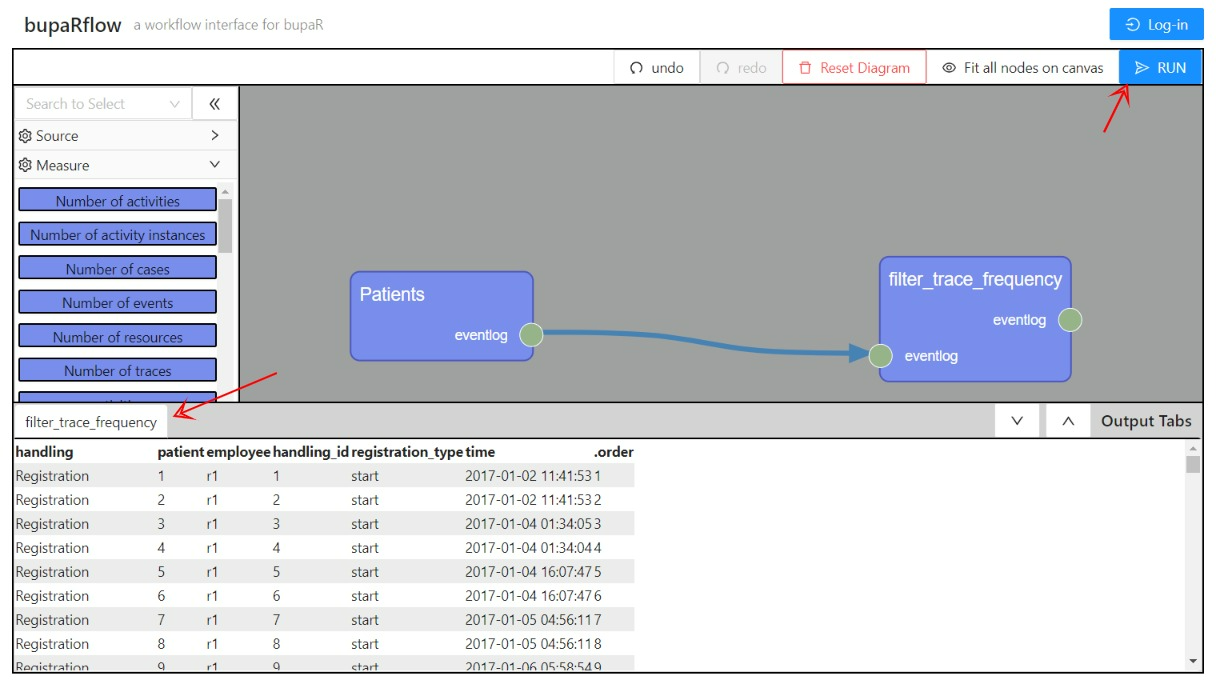 bupaRflow a workflow interface for bupaR
Log-in
undo redo Reset Diagram Fit all nodes on canvas RUN
Search to Select
Source
Measure
Number of activities
Number of activity instances
Number of cases
Number of events
Number of resources
Number of traces
Patients
eventlog
filter_trace_frequency
eventlog
eventlog
filter_trace_frequency
Output Tabs
handling patient employee handling_id registration_type time .order
Registration 1 r1 1 start 2017-01-02 11:41:53 1
Registration 2 r1 2 start 2017-01-02 11:41:53 2
Registration 3 r1 3 start 2017-01-04 01:34:05 3
Registration 4 r1 4 start 2017-01-04 01:34:04 4
Registration 5 r1 5 start 2017-01-04 16:07:47 5
Registration 6 r1 6 start 2017-01-04 16:07:47 6
Registration 7 r1 7 start 2017-01-05 04:56:11 7
Registration 8 r1 8 start 2017-01-05 04:56:11 8
Registration 9 r1 9 start 2017-01-06 05:58:54 9